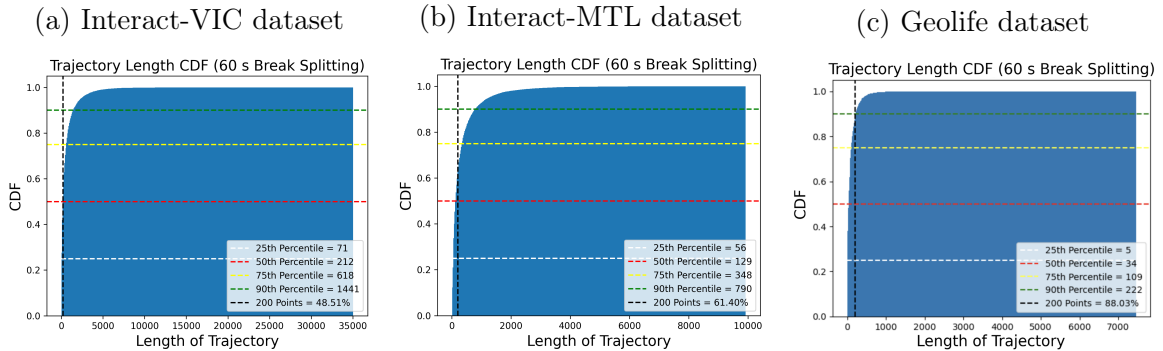 (a) Interact-VIC dataset
Trajectory Length CDF (60 s Break Splitting)
CDF
1.0
0.8
0.6
0.4
0.2
0.0
25th Percentile = 71
50th Percentile = 212
75th Percentile = 618
90th Percentile = 1441
200 Points = 48.51%
0 5000 10000 15000 20000 25000 30000 35000
Length of Trajectory
(b) Interact-MTL dataset
Trajectory Length CDF (60 s Break Splitting)
CDF
1.0
0.8
0.6
0.4
0.2
0.0
25th Percentile = 56
50th Percentile = 129
75th Percentile = 348
90th Percentile = 790
200 Points = 61.40%
0 2000 4000 6000 8000 10000
Length of Trajectory
(c) Geolife dataset
Trajectory Length CDF (60 s Break Splitting)
CDF
1.0
0.8
0.6
0.4
0.2
0.0
25th Percentile = 5
50th Percentile = 34
75th Percentile = 109
90th Percentile = 222
200 Points = 88.03%
0 1000 2000 3000 4000 5000 6000 7000
Length of Trajectory